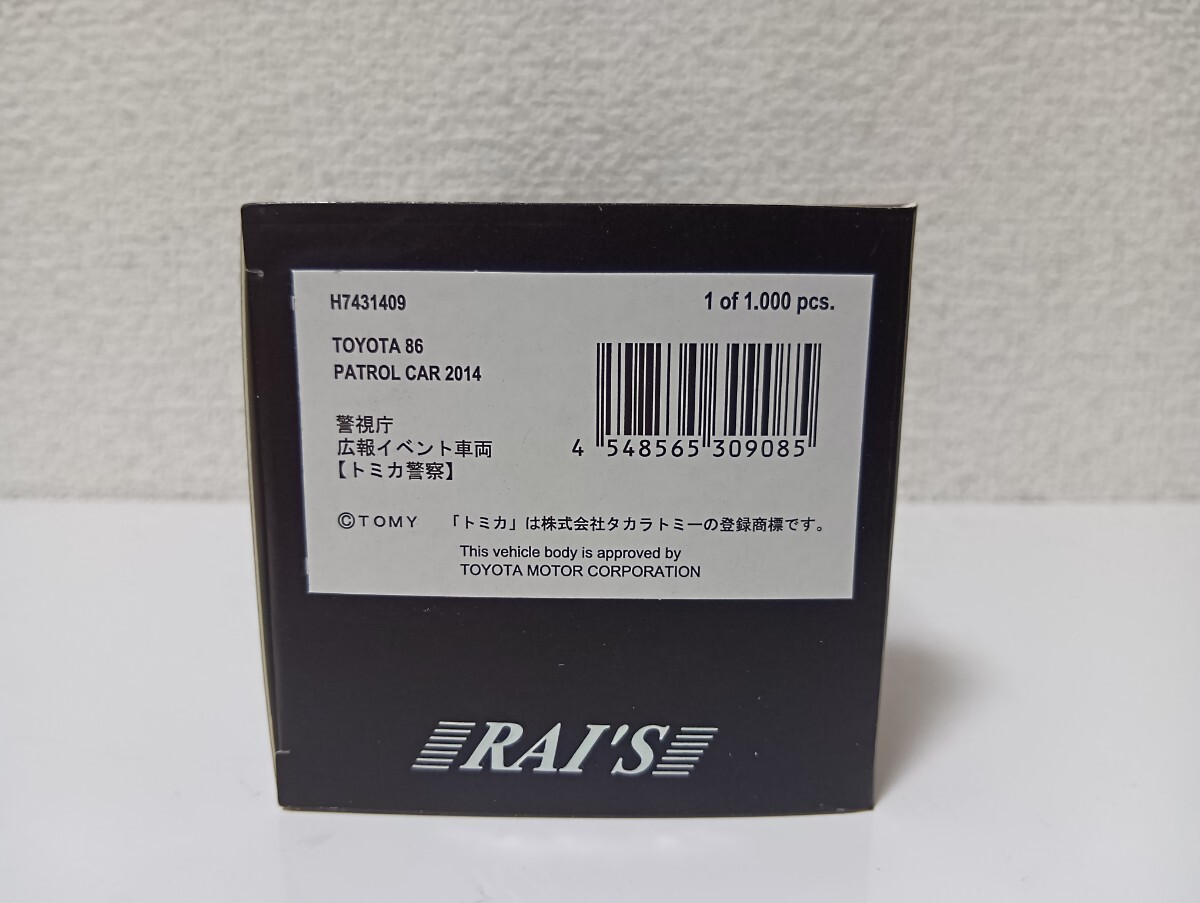 H7431409
1 of 1.000 pcs.
TOYOTA 86
PATROL CAR 2014
警視庁
広報イベント車両
【トミカ警察】
4 548565 309085
©TOMY 「トミカ」は株式会社タカラトミーの登録商標です。
This vehicle body is approved by
TOYOTA MOTOR CORPORATION
RAI'S